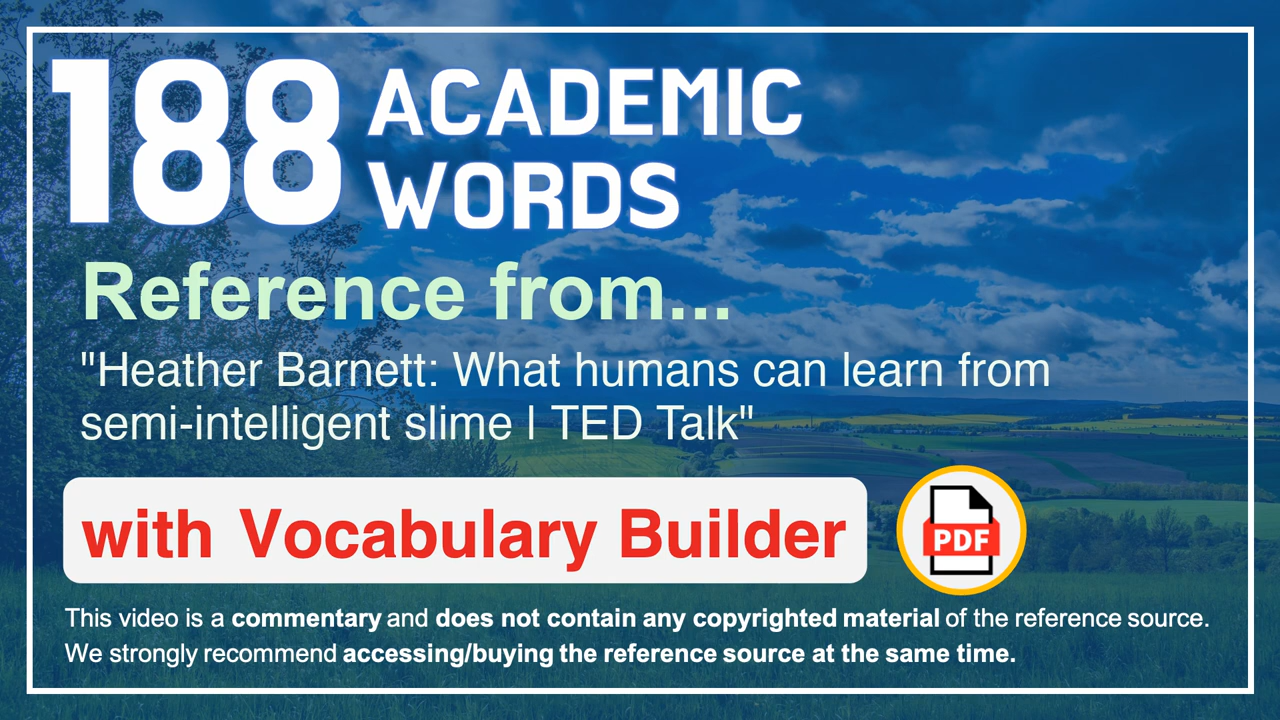 188 ACADEMIC
WORDS
Reference from...
"Heather Barnett: What humans can learn from
semi-intelligent slime | TED Talk"
with Vocabulary Builder
PDF
This video is a commentary and does not contain any copyrighted material of the reference source.
We strongly recommend accessing/buying the reference source at the same time.